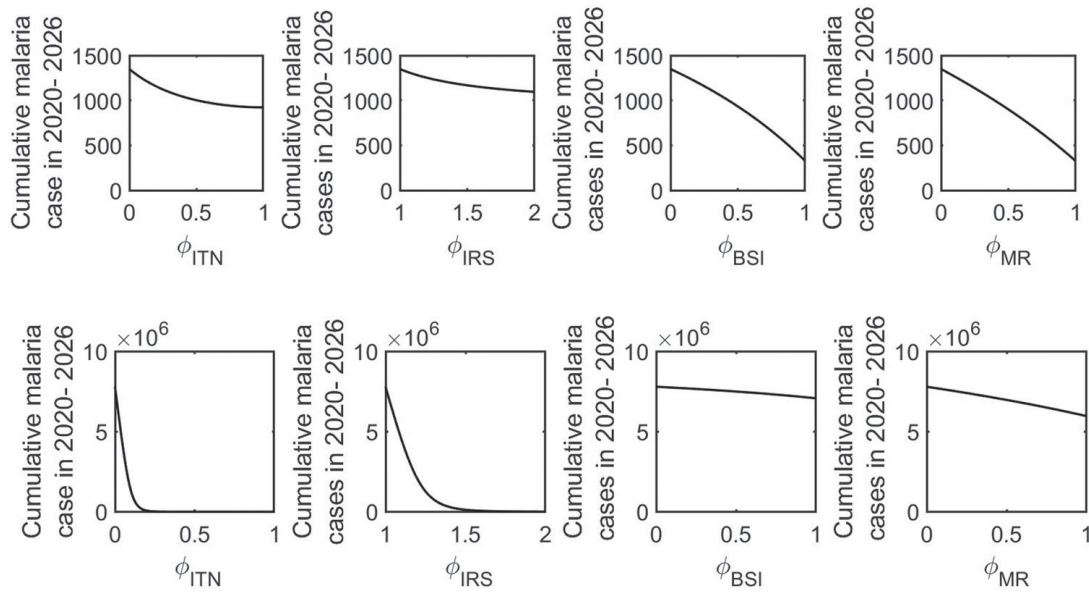 Cumulative malaria
case in 2020- 2026
1500
1000
500
0
0 0.5 1
ϕITN
Cumulative malaria
cases in 2020- 2026
1500
1000
500
0
1 1.5 2
ϕIRS
Cumulative malaria
cases in 2020- 2026
1500
1000
500
0
0 0.5 1
ϕBSI
Cumulative malaria
cases in 2020- 2026
1500
1000
500
0
0 0.5 1
ϕMR
Cumulative malaria
case in 2020- 2026
×10^6
10
5
0
0 0.5 1
ϕITN
Cumulative malaria
cases in 2020- 2026
×10^6
10
5
0
1 1.5 2
ϕIRS
Cumulative malaria
cases in 2020- 2026
×10^6
10
5
0
0 0.5 1
ϕBSI
Cumulative malaria
cases in 2020- 2026
×10^6
10
5
0
0 0.5 1
ϕMR